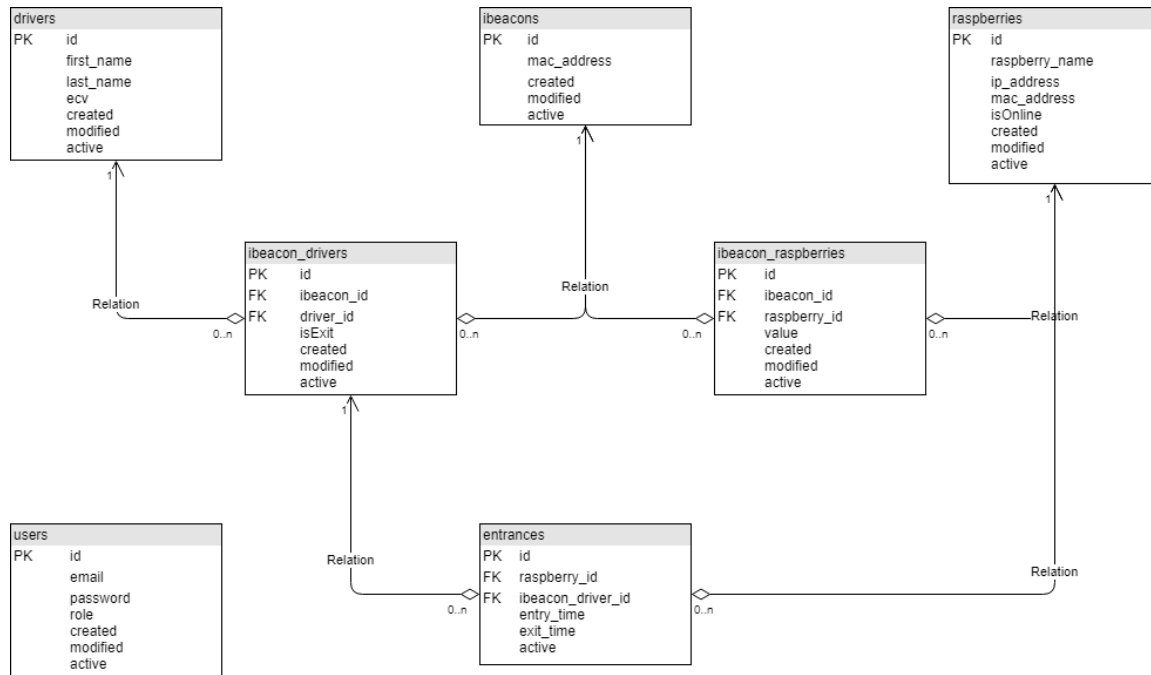 drivers
PK id
first_name
last_name
ecv
created
modified
active
1
ibeacons
PK id
mac_address
created
modified
active
1
raspberries
PK id
raspberry_name
ip_address
mac_address
isOnline
created
modified
active
1
Relation
0..n
ibeacon_drivers
PK id
FK ibeacon_id
FK driver_id
isExit
created
modified
active
0..n
1
Relation
0..n
ibeacon_raspberries
PK id
FK ibeacon_id
FK raspberry_id
value
created
modified
active
0..n
Relation
users
PK id
email
password
role
created
modified
active
Relation
0..n
entrances
PK id
FK raspberry_id
FK ibeacon_driver_id
entry_time
exit_time
active
0..n
Relation